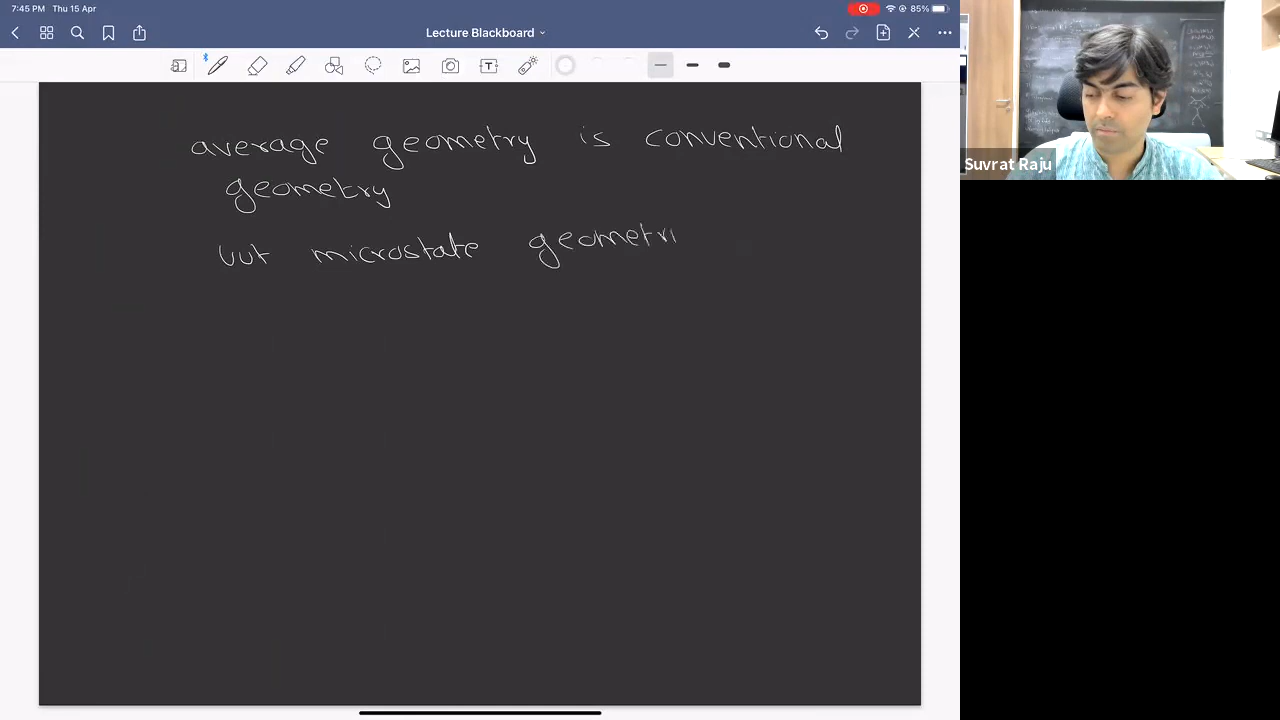 7:45 PM Thu 15 Apr
85%
Lecture Blackboard
T
average geometry is conventional
geometry
but microstate geometri
Suvrat Raju